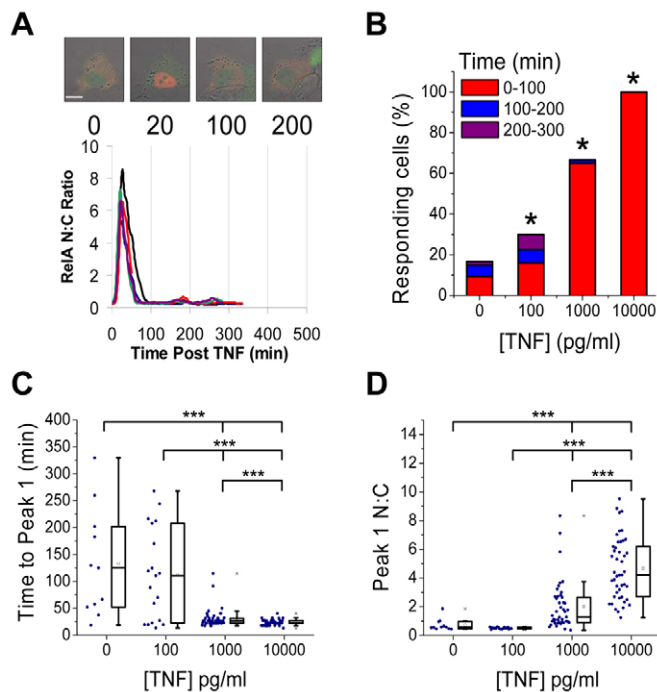 A
0 20 100 200
RelA N:C Ratio
10
8
6
4
2
0
0 100 200 300 400 500
Time Post TNF (min)
B
Time (min)
0-100
100-200
200-300
* * *
Responding cells (%)
100
80
60
40
20
0
0 100 1000 10000
[TNF] (pg/ml)
C
***
***
***
Time to Peak 1 (min)
400
350
300
250
200
150
100
50
0
0 100 1000 10000
[TNF] pg/ml
D
***
***
***
Peak 1 N:C
14
12
10
8
6
4
2
0
0 100 1000 10000
[TNF] pg/ml